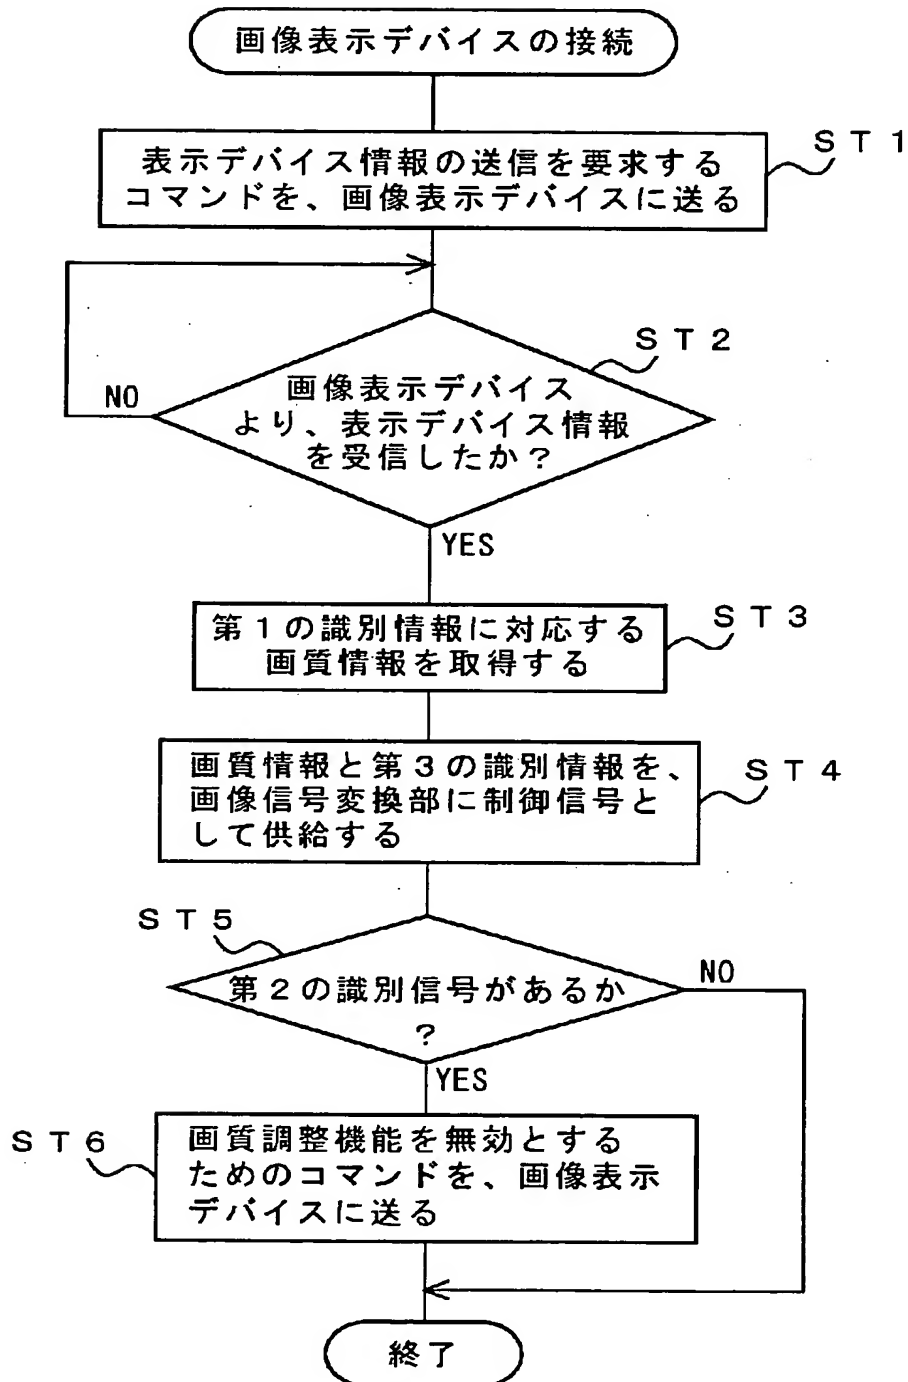 画像表示デバイスの接続
ST1
表示デバイス情報の送信を要求する
コマンドを、画像表示デバイスに送る
ST2
画像表示デバイス
より、表示デバイス情報
を受信したか？
NO
YES
ST3
第１の識別情報に対応する
画質情報を取得する
ST4
画質情報と第３の識別情報を、
画像信号変換部に制御信号と
して供給する
ST5
第２の識別信号があるか
？
NO
YES
ST6
画質調整機能を無効とする
ためのコマンドを、画像表示
デバイスに送る
終了